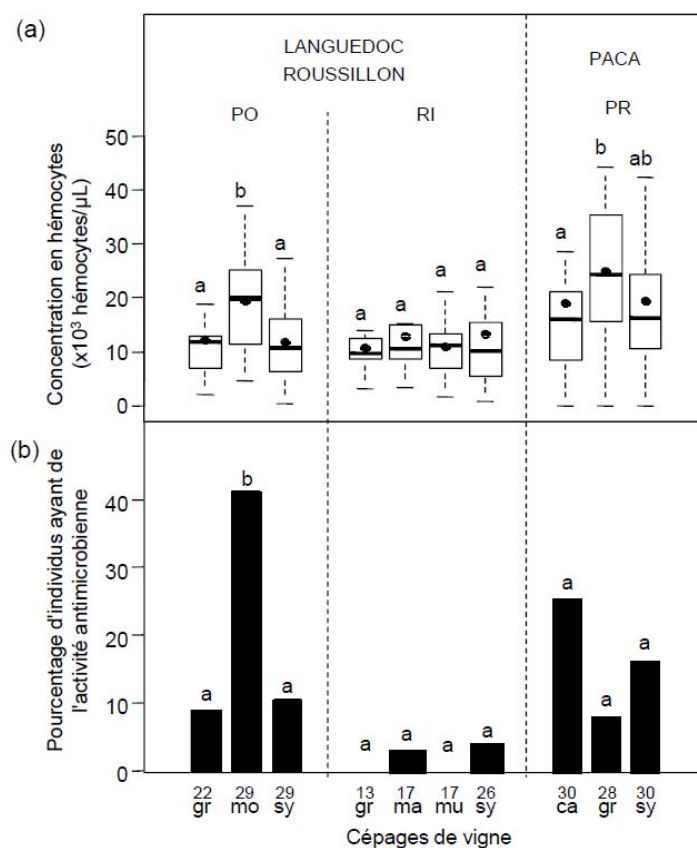 (a)
LANGUEDOC
ROUSSILLON
PACA
PO
RI
PR
Concentration en hémocytes
(x10³ hémocytes/µL)
50
40
30
20
10
0
a
b
a
a
a
a
a
a
b
ab
(b)
Pourcentage d'individus ayant de
l'activité antimicrobienne
40
30
20
10
0
a
b
a
a
a
a
a
a
a
a
22 29 29 13 17 17 26 30 28 30
gr mo sy gr ma mu sy ca gr sy
Cépages de vigne